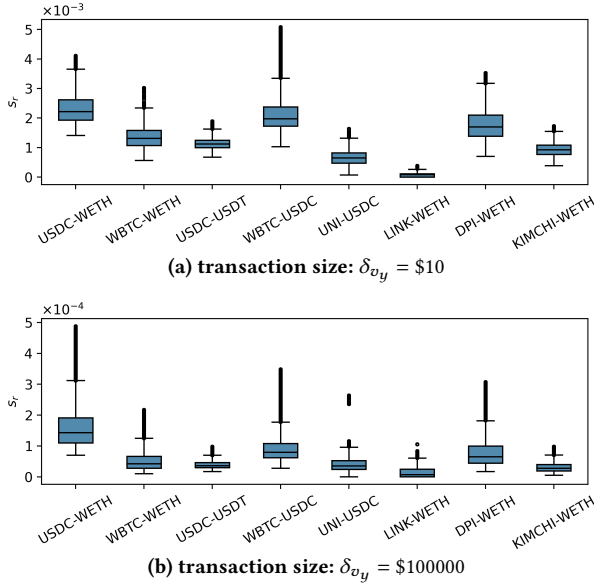 ×10⁻³
5
4
3
2
1
0
s_r
USDC-WETH
WBTC-WETH
USDC-USDT
WBTC-USDC
UNI-USDC
LINK-WETH
DPI-WETH
KIMCHI-WETH
(a) transaction size: δ_{v_y} = $10
×10⁻⁴
5
4
3
2
1
0
s_r
USDC-WETH
WBTC-WETH
USDC-USDT
WBTC-USDC
UNI-USDC
LINK-WETH
DPI-WETH
KIMCHI-WETH
(b) transaction size: δ_{v_y} = $100000